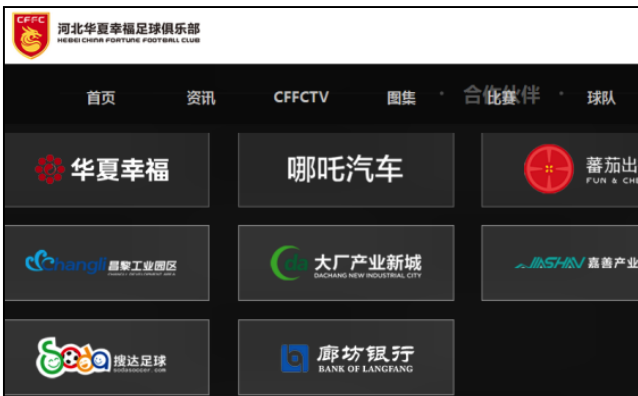 CFFC
河北华夏幸福足球俱乐部
HEBEI CHINA FORTUNE FOOTBALL CLUB
首页
资讯
CFFCTV
图集
· 合作伙伴 ·
比赛
球队
华夏幸福
哪吒汽车
蕃茄出
FUN & CHE
Changli 昌黎工业园区
da 大厂产业新城
DACHANG NEW INDUSTRIAL CITY
JIASHAN 嘉善产业
Soda 搜达足球
sodasoccer.com
廊坊银行
BANK OF LANGFANG